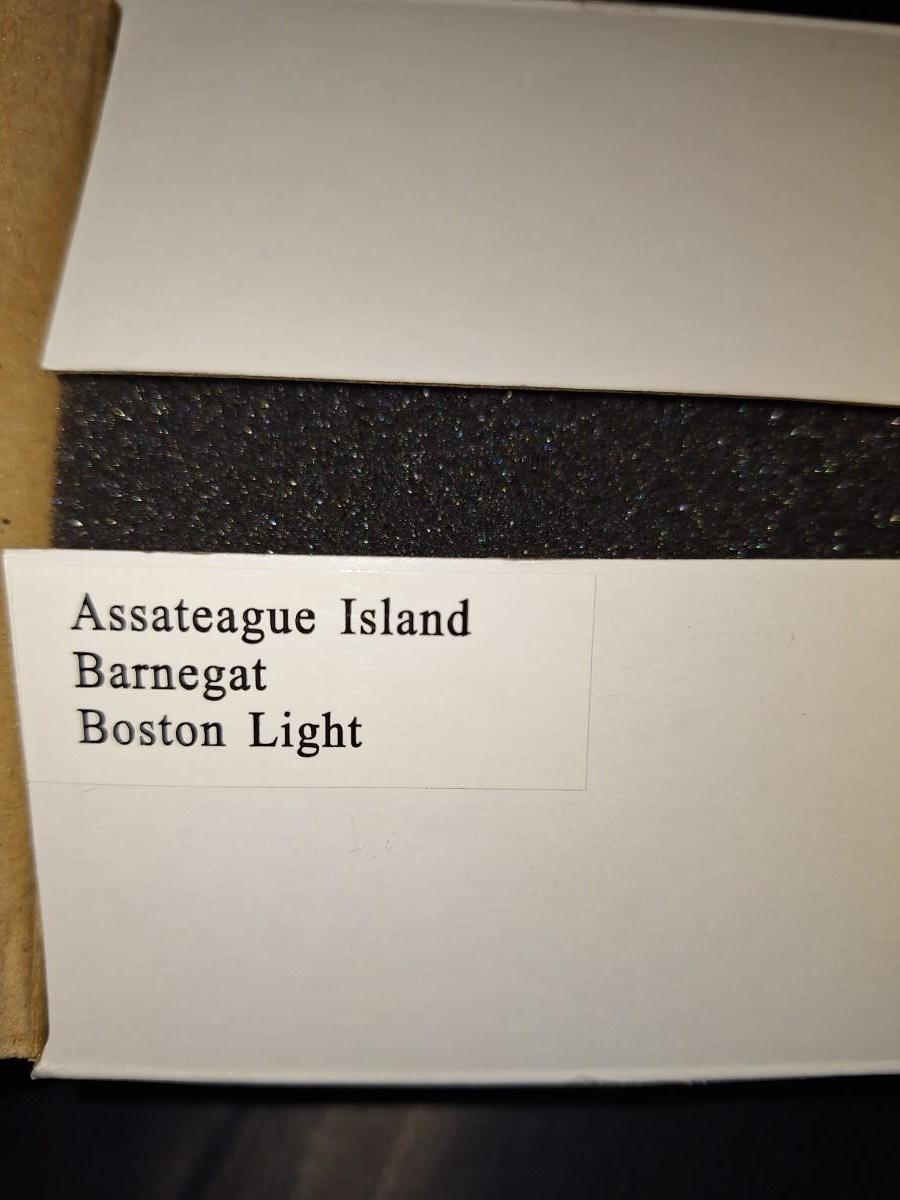 Assateague Island
Barnegat
Boston Light